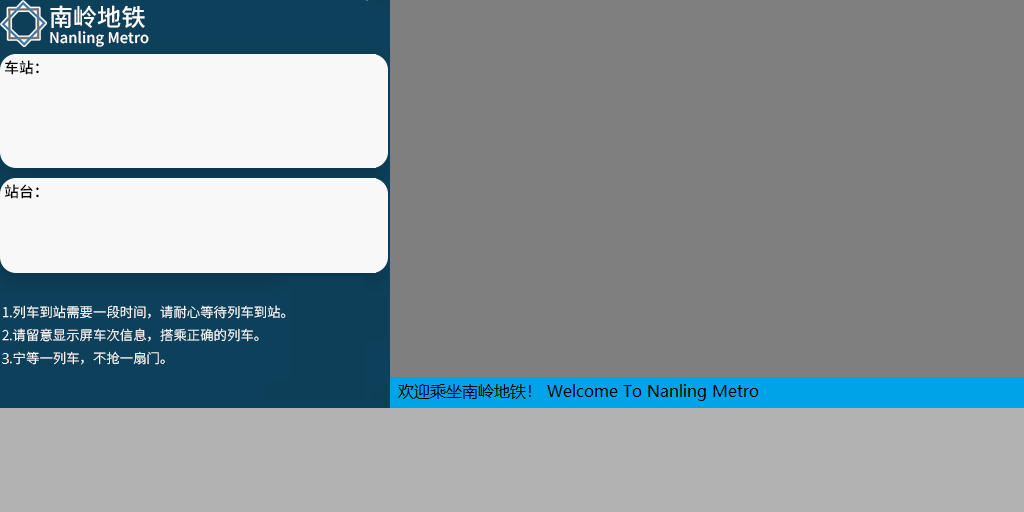 南岭地铁
Nanling Metro
车站：
站台：
1.列车到站需要一段时间，请耐心等待列车到站。
2.请留意显示屏车次信息，搭乘正确的列车。
3.宁等一列车，不抢一扇门。
欢迎乘坐南岭地铁！ Welcome To Nanling Metro